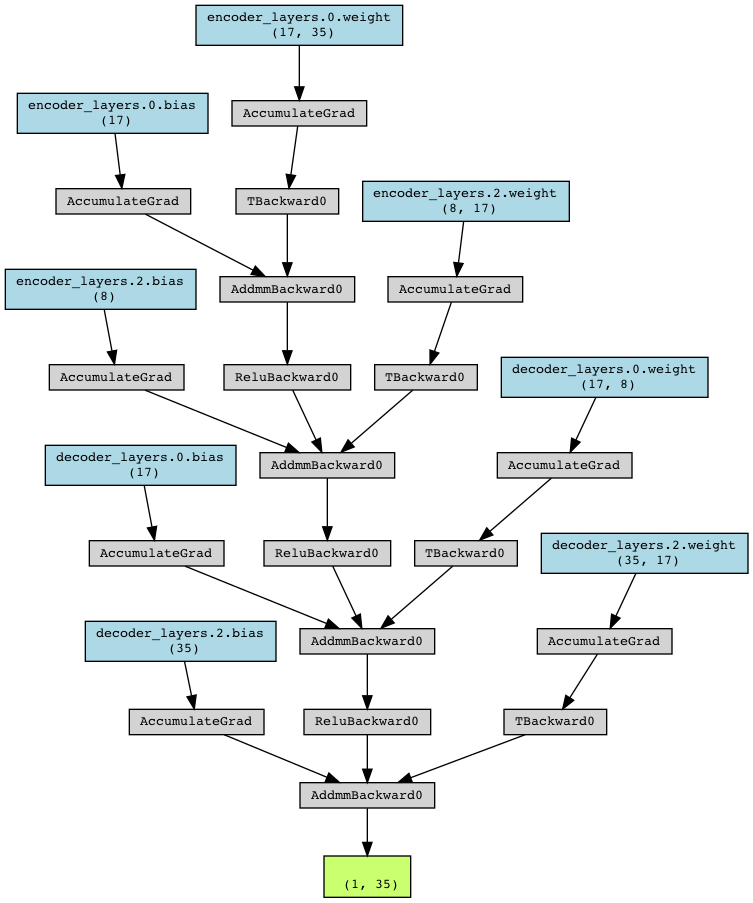 encoder_layers.0.weight
(17, 35)
encoder_layers.0.bias
(17)
AccumulateGrad
AccumulateGrad
TBackward0
encoder_layers.2.weight
(8, 17)
encoder_layers.2.bias
(8)
AddmmBackward0
AccumulateGrad
AccumulateGrad
ReluBackward0
TBackward0
decoder_layers.0.weight
(17, 8)
decoder_layers.0.bias
(17)
AddmmBackward0
AccumulateGrad
AccumulateGrad
ReluBackward0
TBackward0
decoder_layers.2.weight
(35, 17)
decoder_layers.2.bias
(35)
AddmmBackward0
AccumulateGrad
AccumulateGrad
ReluBackward0
TBackward0
AddmmBackward0
(1, 35)